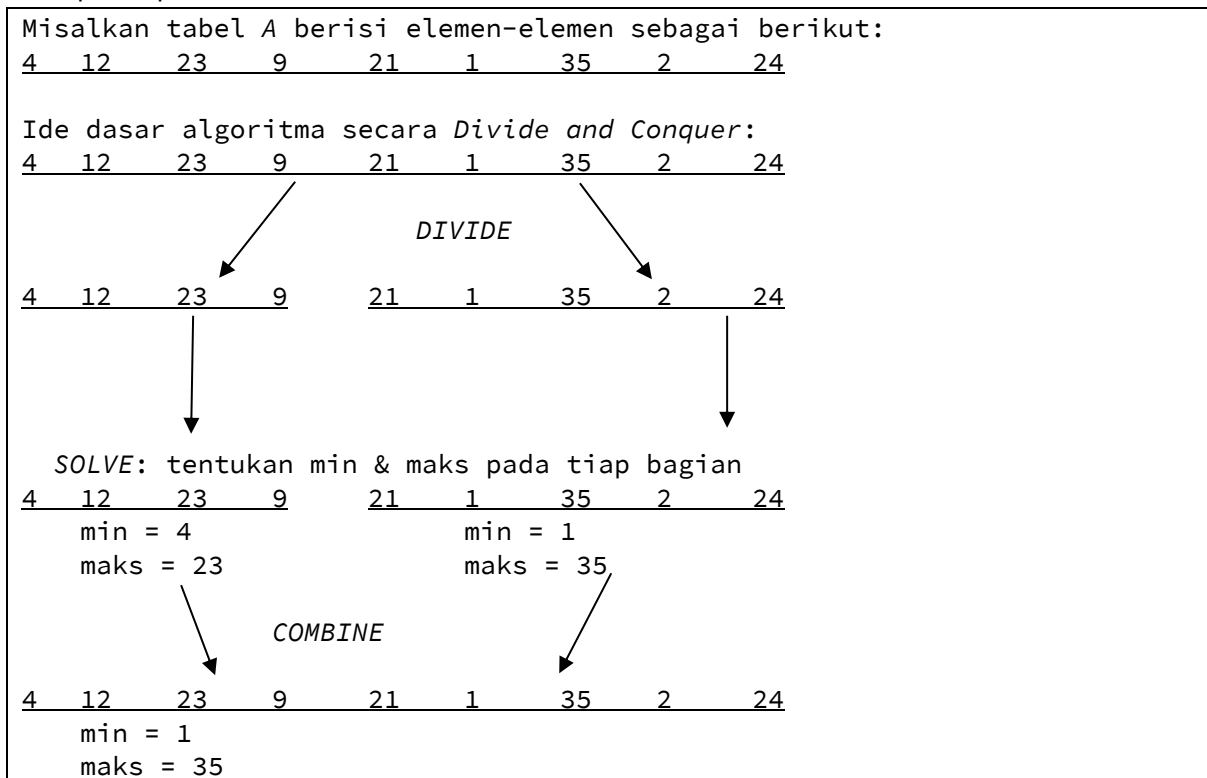 Misalkan tabel A berisi elemen-elemen sebagai berikut:
4 12 23 9 21 1 35 2 24
Ide dasar algoritma secara Divide and Conquer:
4 12 23 9 21 1 35 2 24
DIVIDE
4 12 23 9 21 1 35 2 24
SOLVE: tentukan min & maks pada tiap bagian
4 12 23 9 21 1 35 2 24
min = 4 min = 1
maks = 23 maks = 35
COMBINE
4 12 23 9 21 1 35 2 24
min = 1
maks = 35